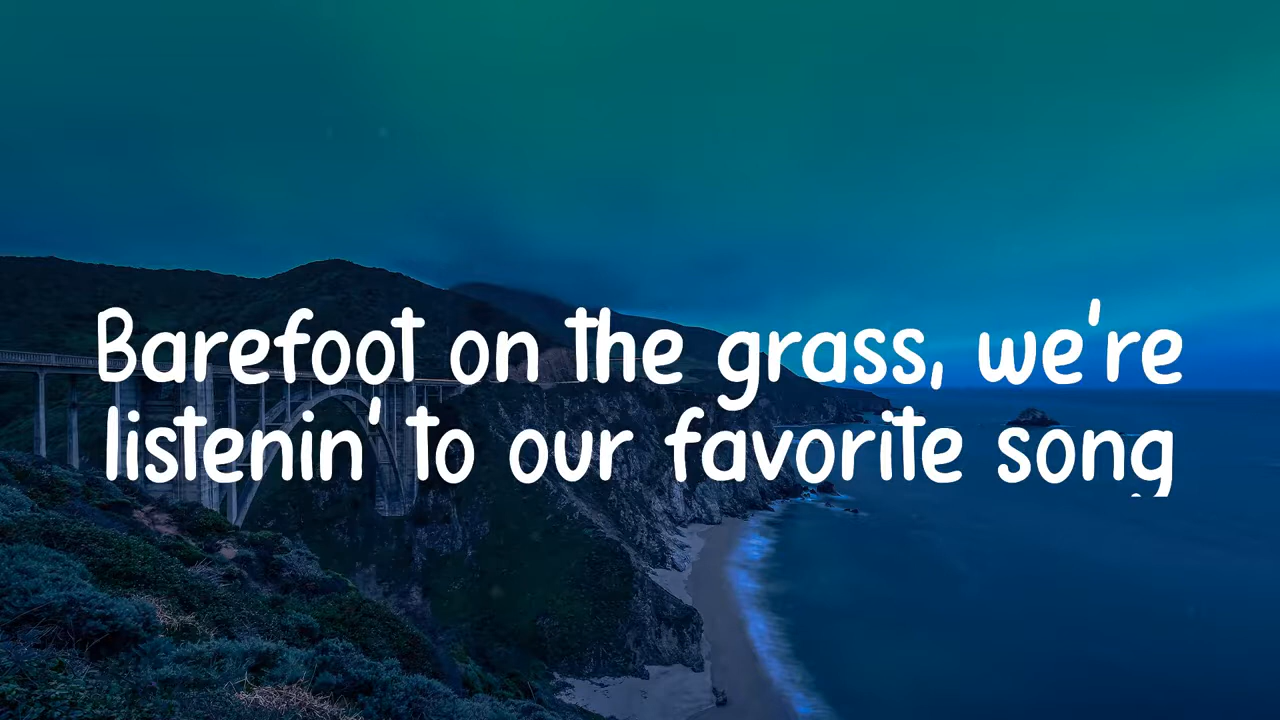 Barefoot on the grass, we're
listenin' to our favorite song